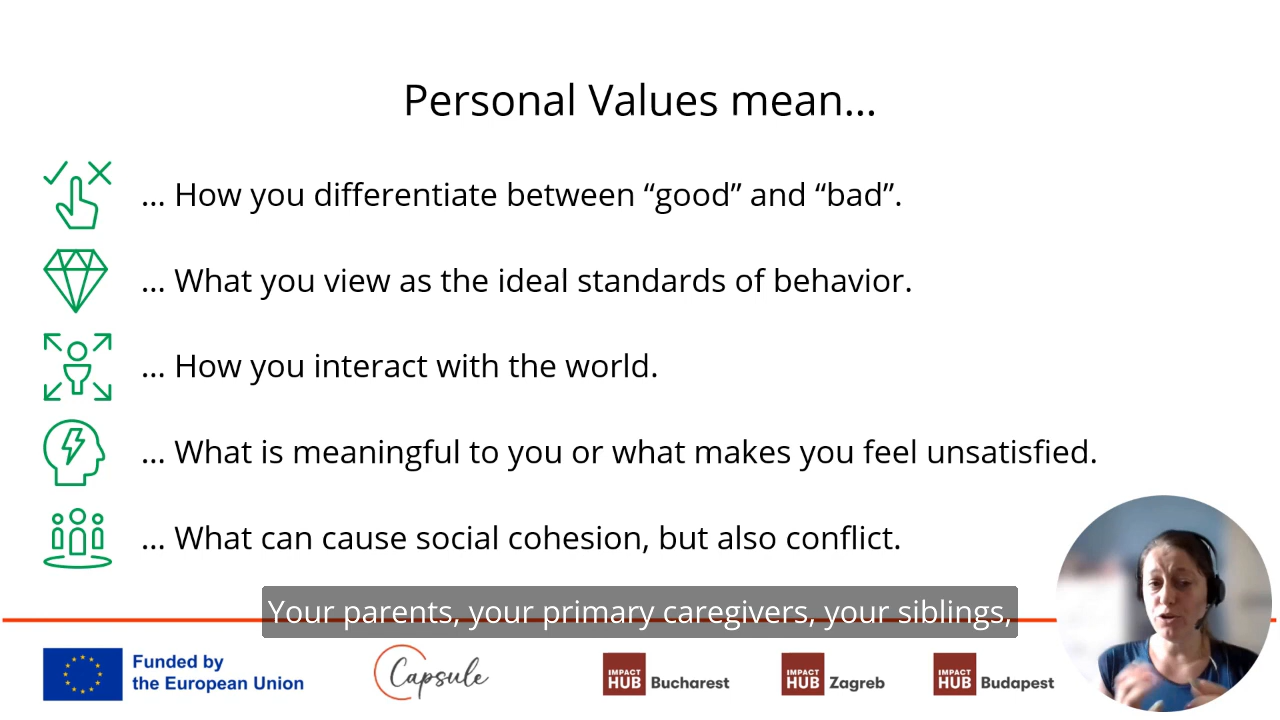 Personal Values mean...
... How you differentiate between “good” and “bad”.
... What you view as the ideal standards of behavior.
... How you interact with the world.
... What is meaningful to you or what makes you feel unsatisfied.
... What can cause social cohesion, but also conflict.
Your parents, your primary caregivers, your siblings,
Funded by
the European Union
Capsule
IMPACT
HUB Bucharest
IMPACT
HUB Zagreb
IMPACT
HUB Budapest